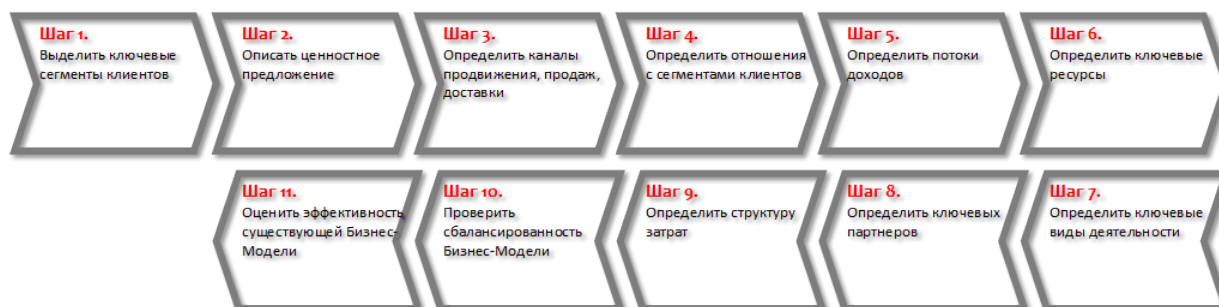 Шаг 1.
Выделить ключевые
сегменты клиентов
Шаг 2.
Описать ценностное
предложение
Шаг 3.
Определить каналы
продвижения, продаж,
доставки
Шаг 4.
Определить отношения
с сегментами клиентов
Шаг 5.
Определить потоки
доходов
Шаг 6.
Определить ключевые
ресурсы
Шаг 11.
Оценить эффективность
существующей Бизнес-
Модели
Шаг 10.
Проверить
сбалансированность
Бизнес-Модели
Шаг 9.
Определить структуру
затрат
Шаг 8.
Определить ключевых
партнеров
Шаг 7.
Определить ключевые
виды деятельности